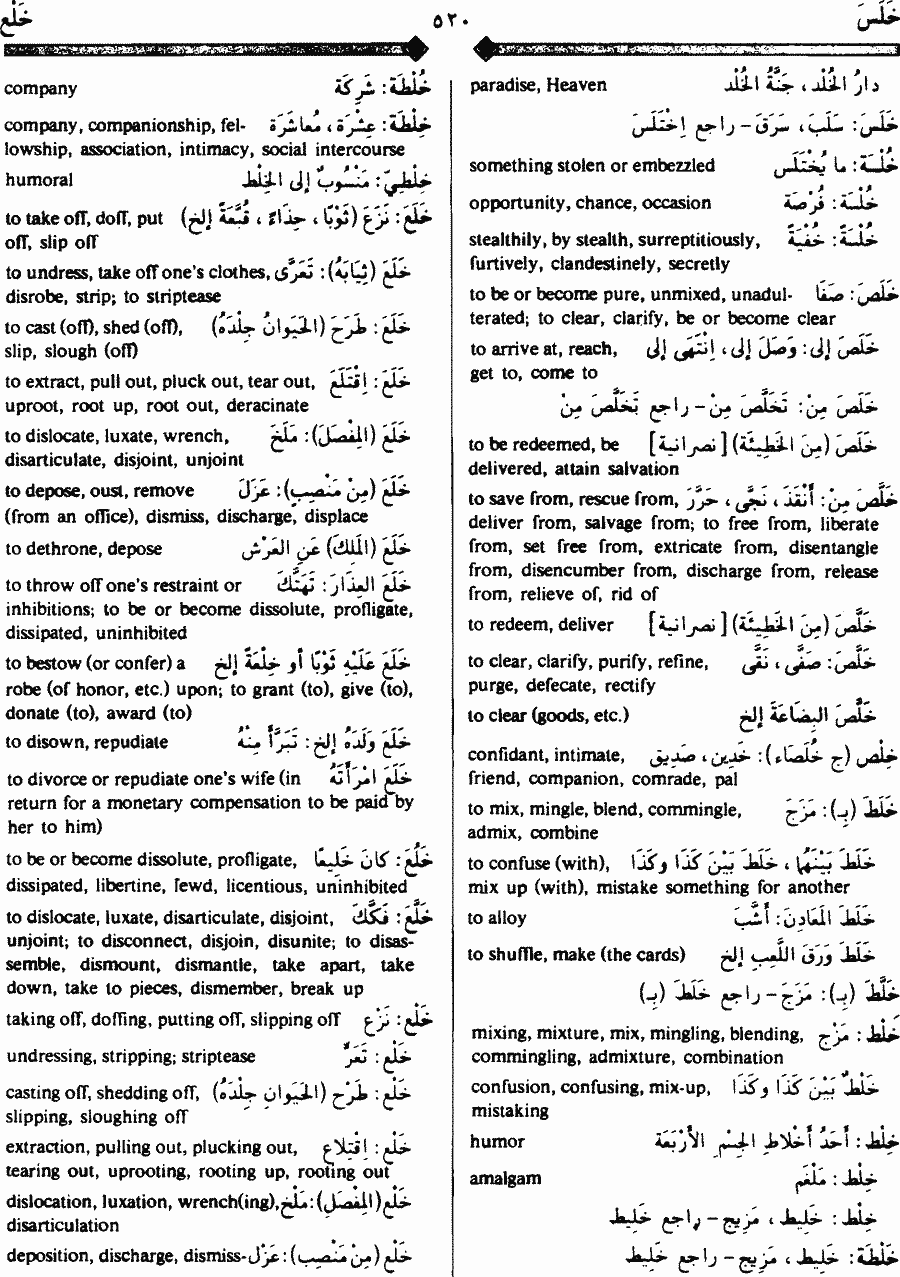 خَلَسَ
٥٢٠
خَلْع
دارُ الخُلْد ، جَنَّةُ الخُلْد paradise, Heaven
خَلَسَ: سَلَبَ ، سَرَقَ - راجع اِخْتَلَسَ
خُلْسَة: ما يُخْتَلَس something stolen or embezzled
خُلْسَة: فُرْصَة opportunity, chance, occasion
خُلْسَةً: خُفْيَةً stealthily, by stealth, surreptitiously,
furtively, clandestinely, secretly
خَلَصَ: صَفَا to be or become pure, unmixed, unadul-
terated; to clear, clarify, be or become clear
خَلَصَ إلى: وَصَلَ إلى ، اِنْتَهَى إلى to arrive at, reach,
get to, come to
خَلَصَ مِنْ: تَخَلَّصَ مِنْ - راجع تَخَلَّصَ مِنْ
خَلَصَ (مِنَ الخَطِيئَة) [نصرانية] to be redeemed, be
delivered, attain salvation
خَلَّصَ مِنْ: أَنْقَذَ ، نَجَّى ، حَرَّرَ to save from, rescue from,
deliver from, salvage from; to free from, liberate
from, set free from, extricate from, disentangle
from, disencumber from, discharge from, release
from, relieve of, rid of
خَلَّصَ (مِنَ الخَطِيئَة) [نصرانية] to redeem, deliver
خَلَّصَ: صَفَّى ، نَقَّى to clear, clarify, purify, refine,
purge, defecate, rectify
خَلَّصَ البِضَاعَةَ إلخ to clear (goods, etc.)
خِلْص (ج خُلَصَاء): خَدِين ، صَدِيق confidant, intimate,
friend, companion, comrade, pal
خَلَطَ (بِـ): مَزَجَ to mix, mingle, blend, commingle,
admix, combine
خَلَطَ بَيْنَهُما ، خَلَطَ بَيْنَ كَذَا وكَذَا to confuse (with),
mix up (with), mistake something for another
خَلَطَ المَعَادِنَ: أَشَّبَ to alloy
خَلَطَ وَرَقَ اللَّعِبِ إلخ to shuffle, make (the cards)
خَلَّطَ (بِـ): مَزَجَ - راجع خَلَطَ (بِـ)
خَلْط: مَزْج mixing, mixture, mix, mingling, blending,
commingling, admixture, combination
خَلْطٌ بَيْنَ كَذَا وكَذَا confusion, confusing, mix-up,
mistaking
خِلْط: أَحَدُ أَخْلاطِ الجِسْمِ الأَرْبَعَة humor
خِلْط: مَلْغَم amalgam
خِلْط: خَلِيط ، مَزِيج - راجع خَلِيط
خَلْطَة: خَلِيط ، مَزِيج - راجع خَلِيط
خُلْطَة: شَرِكَة company
خِلْطَة: عِشْرَة ، مُعاشَرَة company, companionship, fel-
lowship, association, intimacy, social intercourse
خِلْطِيّ: مَنْسُوبٌ إلى الخِلْط humoral
خَلَعَ: نَزَعَ (ثَوْبًا ، حِذَاءً ، قُبَّعَةً إلخ) to take off, doff, put
off, slip off
خَلَعَ (ثِيَابَهُ): تَعَرَّى to undress, take off one's clothes,
disrobe, strip; to striptease
خَلَعَ: طَرَحَ (الحَيَوَانُ جِلْدَهُ) to cast (off), shed (off),
slip, slough (off)
خَلَعَ: اِقْتَلَعَ to extract, pull out, pluck out, tear out,
uproot, root up, root out, deracinate
خَلَعَ (المِفْصَلَ): مَلَخَ to dislocate, luxate, wrench,
disarticulate, disjoint, unjoint
خَلَعَ (مِنْ مَنْصِبٍ): عَزَلَ to depose, oust, remove
(from an office), dismiss, discharge, displace
خَلَعَ (المَلِكَ) عَنِ العَرْش to dethrone, depose
خَلَعَ العِذَارَ: تَهَتَّكَ to throw off one's restraint or
inhibitions; to be or become dissolute, profligate,
dissipated, uninhibited
خَلَعَ عَلَيْهِ ثَوْبًا أو خِلْعَةً إلخ to bestow (or confer) a
robe (of honor, etc.) upon; to grant (to), give (to),
donate (to), award (to)
خَلَعَ وَلَدَهُ إلخ: تَبَرَّأَ مِنْهُ to disown, repudiate
خَلَعَ امْرَأَتَهُ to divorce or repudiate one's wife (in
return for a monetary compensation to be paid by
her to him)
خَلُعَ: كانَ خَلِيعًا to be or become dissolute, profligate,
dissipated, libertine, lewd, licentious, uninhibited
خَلَّعَ: فَكَّكَ to dislocate, luxate, disarticulate, disjoint,
unjoint; to disconnect, disjoin, disunite; to disas-
semble, dismount, dismantle, take apart, take
down, take to pieces, dismember, break up
خَلْع: نَزْع taking off, doffing, putting off, slipping off
خَلْع: تَعَرٍّ undressing, stripping; striptease
خَلْع: طَرْح (الحَيَوانِ جِلْدَهُ) casting off, shedding off,
slipping, sloughing off
خَلْع: اِقْتِلاع extraction, pulling out, plucking out,
tearing out, uprooting, rooting up, rooting out
خَلْع (المِفْصَلِ): مَلْخ dislocation, luxation, wrench(ing),
disarticulation
خَلْع (مِنْ مَنْصِبٍ): عَزْل deposition, discharge, dismiss-